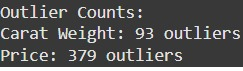 Outlier Counts:
Carat Weight: 93 outliers
Price: 379 outliers